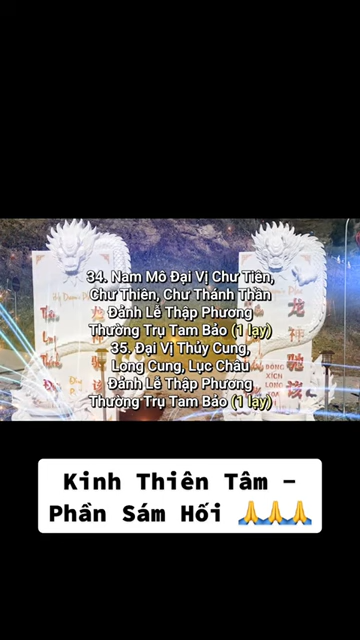 34. Nam Mô Đại Vị Chư Tiên,
Chư Thiên, Chư Thánh Thần
Đảnh Lễ Thập Phương
Thường Trụ Tam Bảo (1 lạy)
35. Đại Vị Thủy Cung,
Long Cung, Lục Châu
Đảnh Lễ Thập Phương
Thường Trụ Tam Bảo (1 lạy)
龙
神
Kinh Thiên Tâm –
Phần Sám Hối 🙏🙏🙏